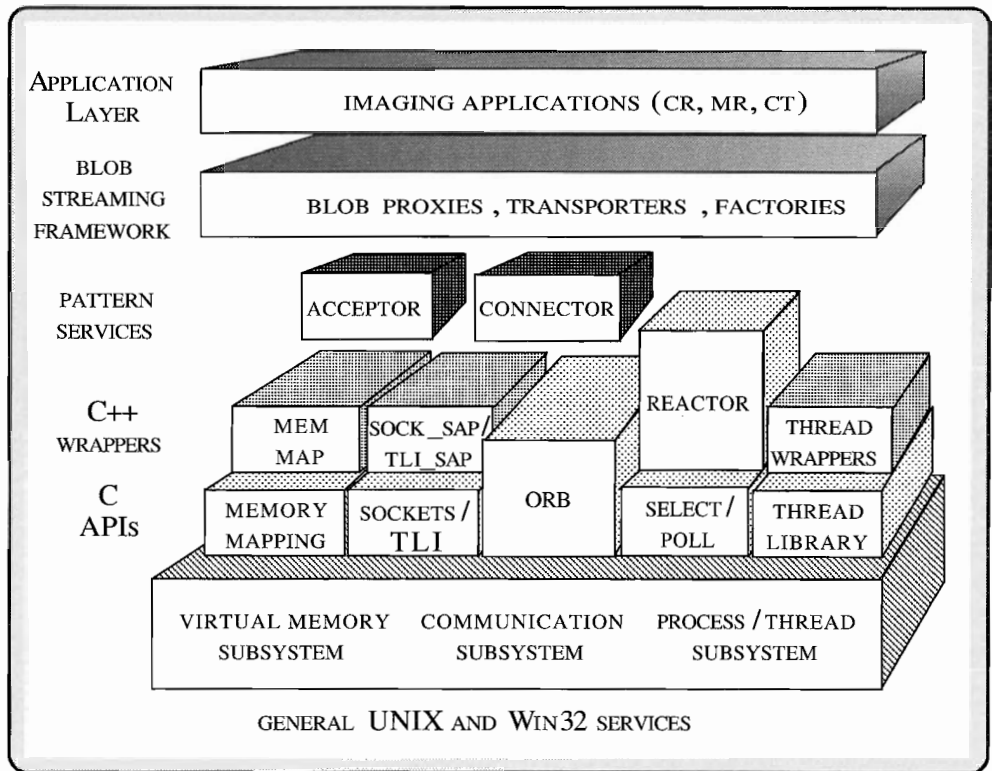 APPLICATION
LAYER
IMAGING APPLICATIONS (CR, MR, CT)
BLOB
STREAMING
FRAMEWORK
BLOB PROXIES , TRANSPORTERS , FACTORIES
PATTERN
SERVICES
ACCEPTOR
CONNECTOR
REACTOR
C++
WRAPPERS
MEM
MAP
SOCK_SAP/
TLI_SAP
THREAD
WRAPPERS
C
APIs
MEMORY
MAPPING
SOCKETS /
TLI
ORB
SELECT /
POLL
THREAD
LIBRARY
VIRTUAL MEMORY
SUBSYSTEM
COMMUNICATION
SUBSYSTEM
PROCESS / THREAD
SUBSYSTEM
GENERAL UNIX AND WIN32 SERVICES